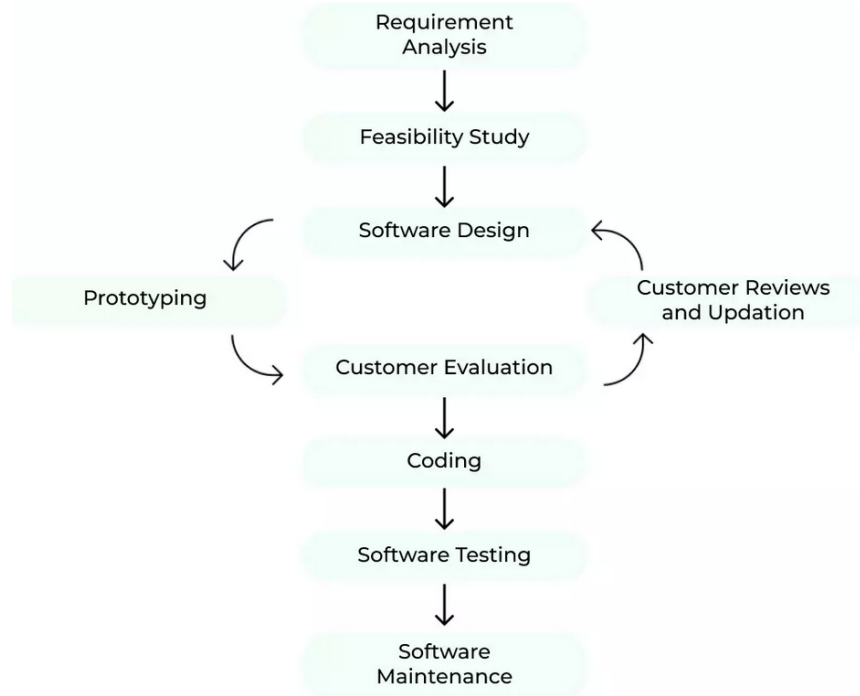 Requirement
Analysis
Feasibility Study
Software Design
Prototyping
Customer Reviews
and Updation
Customer Evaluation
Coding
Software Testing
Software
Maintenance